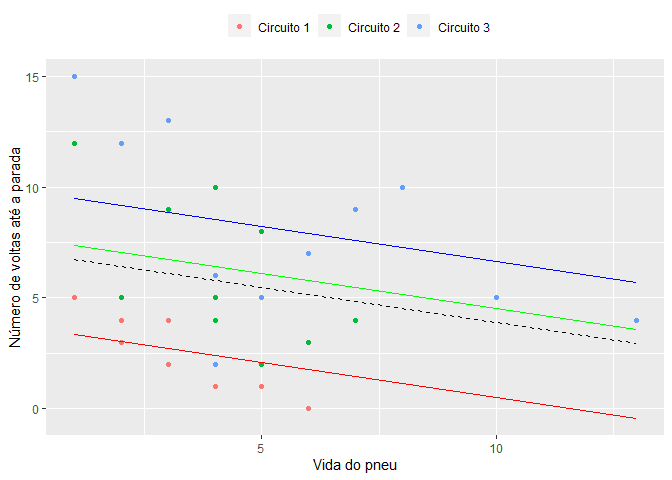 Circuito 1 Circuito 2 Circuito 3
15
10
5
0
Número de voltas até a parada
5 10
Vida do pneu